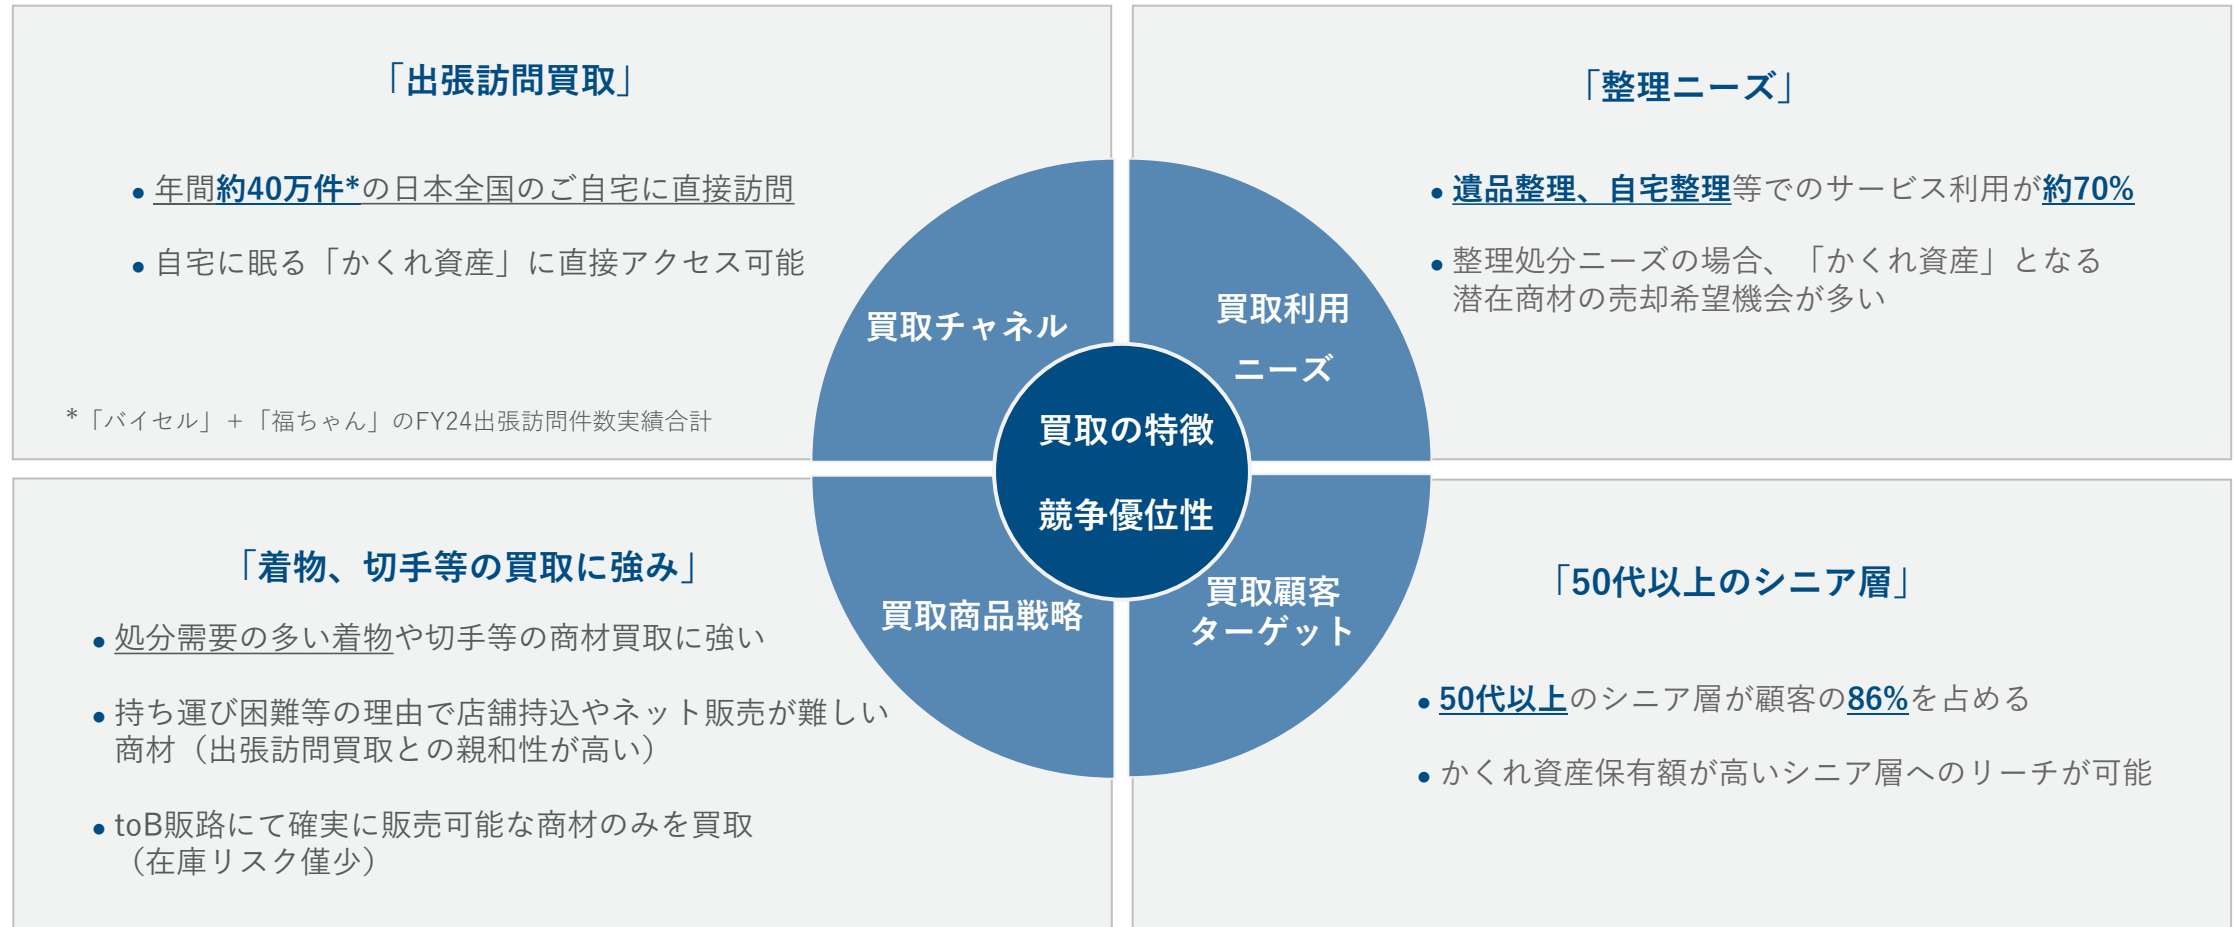 「出張訪問買取」
● 年間約40万件*の日本全国のご自宅に直接訪問
● 自宅に眠る「かくれ資産」に直接アクセス可能
*「バイセル」+「福ちゃん」のFY24出張訪問件数実績合計
「整理ニーズ」
● 遺品整理、自宅整理等でのサービス利用が約70%
● 整理処分ニーズの場合、「かくれ資産」となる
潜在商材の売却希望機会が多い
買取チャネル
買取利用
ニーズ
買取の特徴
競争優位性
買取商品戦略
買取顧客
ターゲット
「着物、切手等の買取に強み」
● 処分需要の多い着物や切手等の商材買取に強い
● 持ち運び困難等の理由で店舗持込やネット販売が難しい
商材（出張訪問買取との親和性が高い）
● toB販路にて確実に販売可能な商材のみを買取
（在庫リスク僅少）
「50代以上のシニア層」
● 50代以上のシニア層が顧客の86%を占める
● かくれ資産保有額が高いシニア層へのリーチが可能